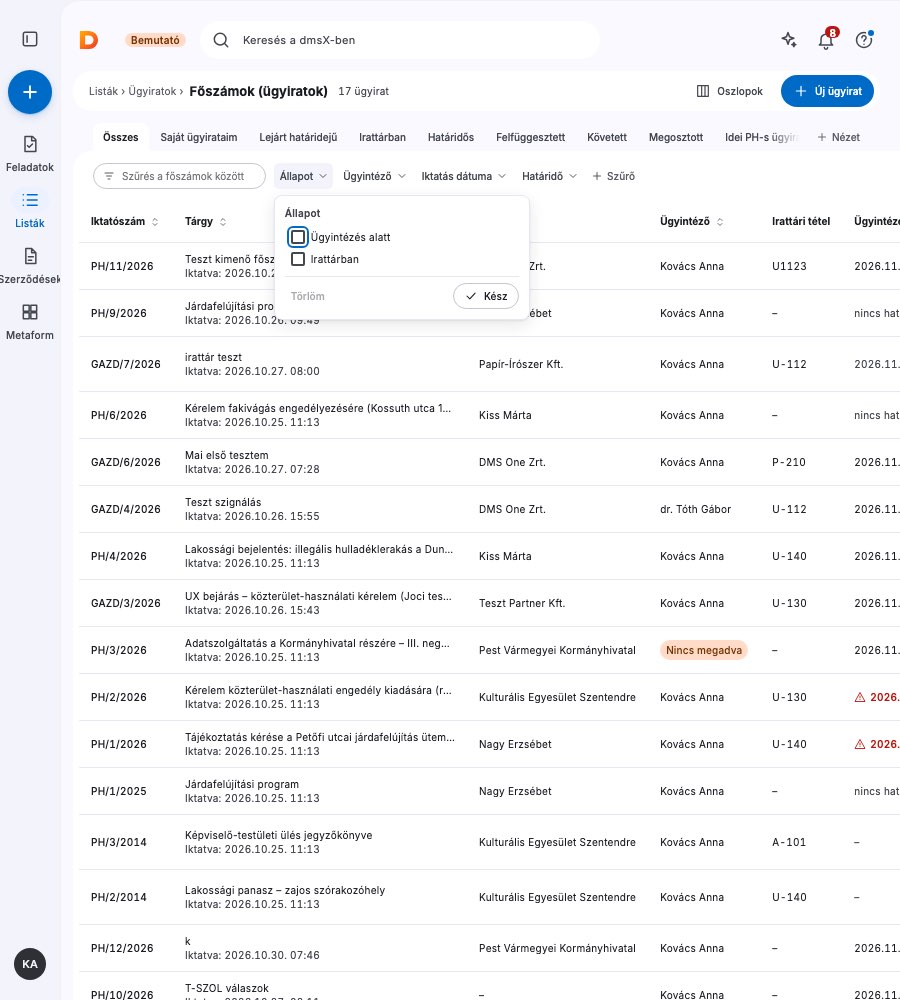 Bemutató
Keresés a dmsX-ben
8
Listák › Ügyiratok › Főszámok (ügyiratok) 17 ügyirat
Oszlopok
Új ügyirat
Feladatok
Listák
Szerződések
Metaform
KA
Összes Saját ügyirataim Lejárt határidejű Irattárban Határidős Felfüggesztett Követett Megosztott Idei PH-s Nézet
Szűrés a főszámok között
Állapot Ügyintéző Iktatás dátuma Határidő Szűrő
Állapot
Ügyintézés alatt
Irattárban
Törlöm Kész
Iktatószám Tárgy Ügyintéző Irattári tétel
PH/11/2026 Teszt kimenő Zrt. Kovács Anna U1123 2026.11.
Iktatva:
PH/9/2026 Kovács Anna – nincs
Iktatva: 2026.10.26. 09:49
irattár teszt
GAZD/7/2026 Papír-Írószer Kft. Kovács Anna U-112 2026.11.
Iktatva: 2026.10.27. 08:00
Kérelem fakivágás engedélyezésére (Kossuth utca 1...
PH/6/2026 Kiss Márta Kovács Anna – nincs
Iktatva: 2026.10.25. 11:13
Mai első tesztem
GAZD/6/2026 DMS One Zrt. Kovács Anna P-210 2026.11.
Iktatva: 2026.10.27. 07:28
Teszt szignálás
GAZD/4/2026 DMS One Zrt. dr. Tóth Gábor U-112 2026.11.
Iktatva: 2026.10.26. 15:55
Lakossági bejelentés: illegális hulladéklerakás a Dun...
PH/4/2026 Kiss Márta Kovács Anna U-140 2026.11.
Iktatva: 2026.10.25. 11:13
UX bejárás – közterület-használati kérelem (Joci tes...
GAZD/3/2026 Teszt Partner Kft. Kovács Anna U-130 2026.11.
Iktatva: 2026.10.26. 15:43
Adatszolgáltatás a Kormányhivatal részére – III. neg...
PH/3/2026 Pest Vármegyei Kormányhivatal Nincs megadva – 2026.11.
Iktatva: 2026.10.25. 11:13
Kérelem közterület-használati engedély kiadására (r...
PH/2/2026 Kulturális Egyesület Szentendre Kovács Anna U-130 2026.
Iktatva: 2026.10.25. 11:13
Tájékoztatás kérése a Petőfi utcai járdafelújítás ütem...
PH/1/2026 Nagy Erzsébet Kovács Anna U-140 2026.
Iktatva: 2026.10.25. 11:13
Járdafelújítási program
PH/1/2025 Nagy Erzsébet Kovács Anna – nincs
Iktatva: 2026.10.25. 11:13
Képviselő-testületi ülés jegyzőkönyve
PH/3/2014 Kulturális Egyesület Szentendre Kovács Anna A-101 –
Iktatva: 2026.10.25. 11:13
Lakossági panasz – zajos szórakozóhely
PH/2/2014 Kulturális Egyesület Szentendre Kovács Anna U-140 –
Iktatva: 2026.10.25. 11:13
k
PH/12/2026 Pest Vármegyei Kormányhivatal Kovács Anna – 2026.11.
Iktatva: 2026.10.30. 07:46
T-SZOL válaszok
PH/10/2026 – Kovács Anna – 2026.11.